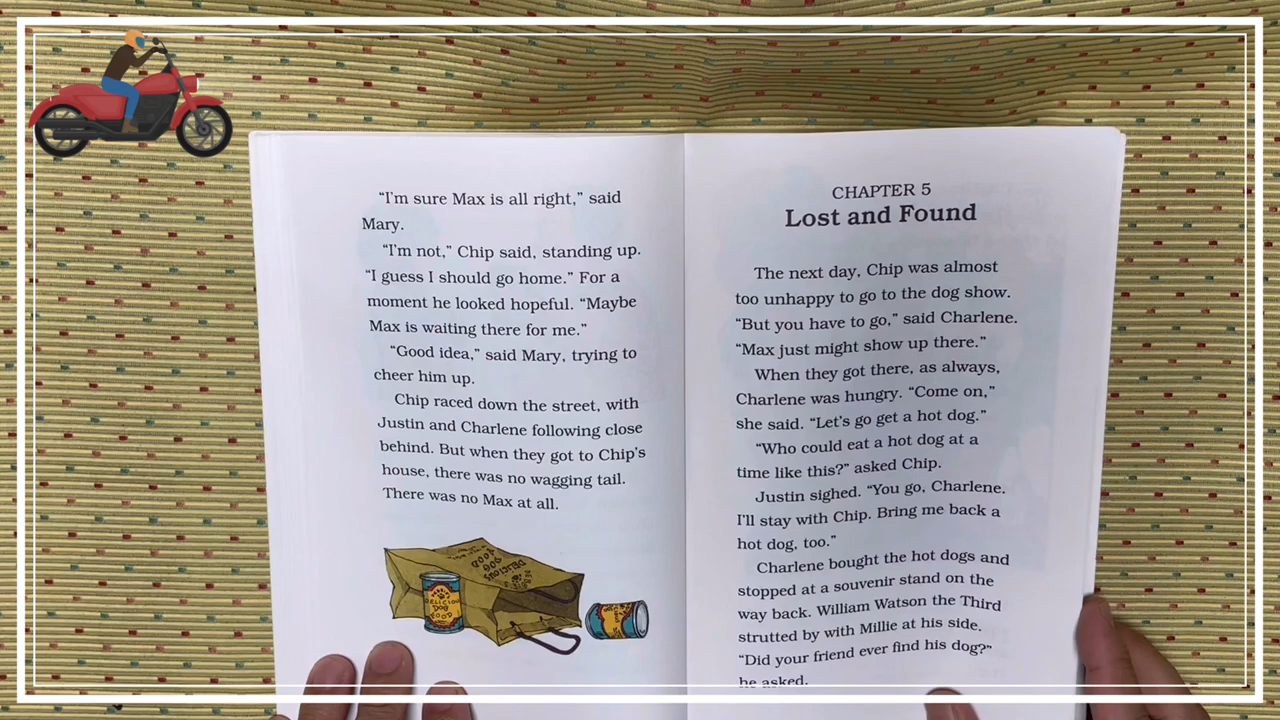 “I’m sure Max is all right,” said
Mary.
“I’m not,” Chip said, standing up.
“I guess I should go home.” For a
moment he looked hopeful. “Maybe
Max is waiting there for me.”
“Good idea,” said Mary, trying to
cheer him up.
Chip raced down the street, with
Justin and Charlene following close
behind. But when they got to Chip’s
house, there was no wagging tail.
There was no Max at all.
DELICIOUS
DOG
FOOD
DELICIOUS
DOG
FOOD
CHAPTER 5
Lost and Found
The next day, Chip was almost
too unhappy to go to the dog show.
“But you have to go,” said Charlene.
“Max just might show up there.”
When they got there, as always,
Charlene was hungry. “Come on,”
she said. “Let’s go get a hot dog.”
“Who could eat a hot dog at a
time like this?” asked Chip.
Justin sighed. “You go, Charlene.
I’ll stay with Chip. Bring me back a
hot dog, too.”
Charlene bought the hot dogs and
stopped at a souvenir stand on the
way back. William Watson the Third
strutted by with Millie at his side.
“Did your friend ever find his dog?”
he asked.